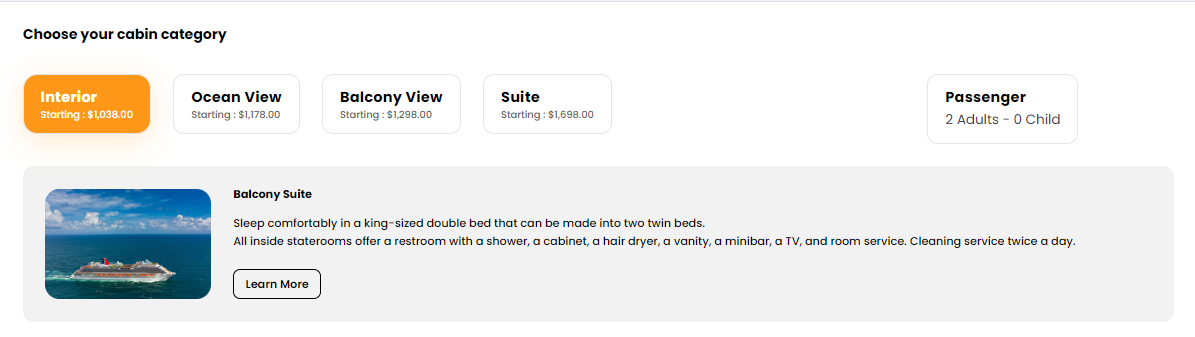 Choose your cabin category
Interior
Starting : $1,038.00
Ocean View
Starting : $1,178.00
Balcony View
Starting : $1,298.00
Suite
Starting : $1,698.00
Passenger
2 Adults - 0 Child
Balcony Suite
Sleep comfortably in a king-sized double bed that can be made into two twin beds.
All inside staterooms offer a restroom with a shower, a cabinet, a hair dryer, a vanity, a minibar, a TV, and room service. Cleaning service twice a day.
Learn More